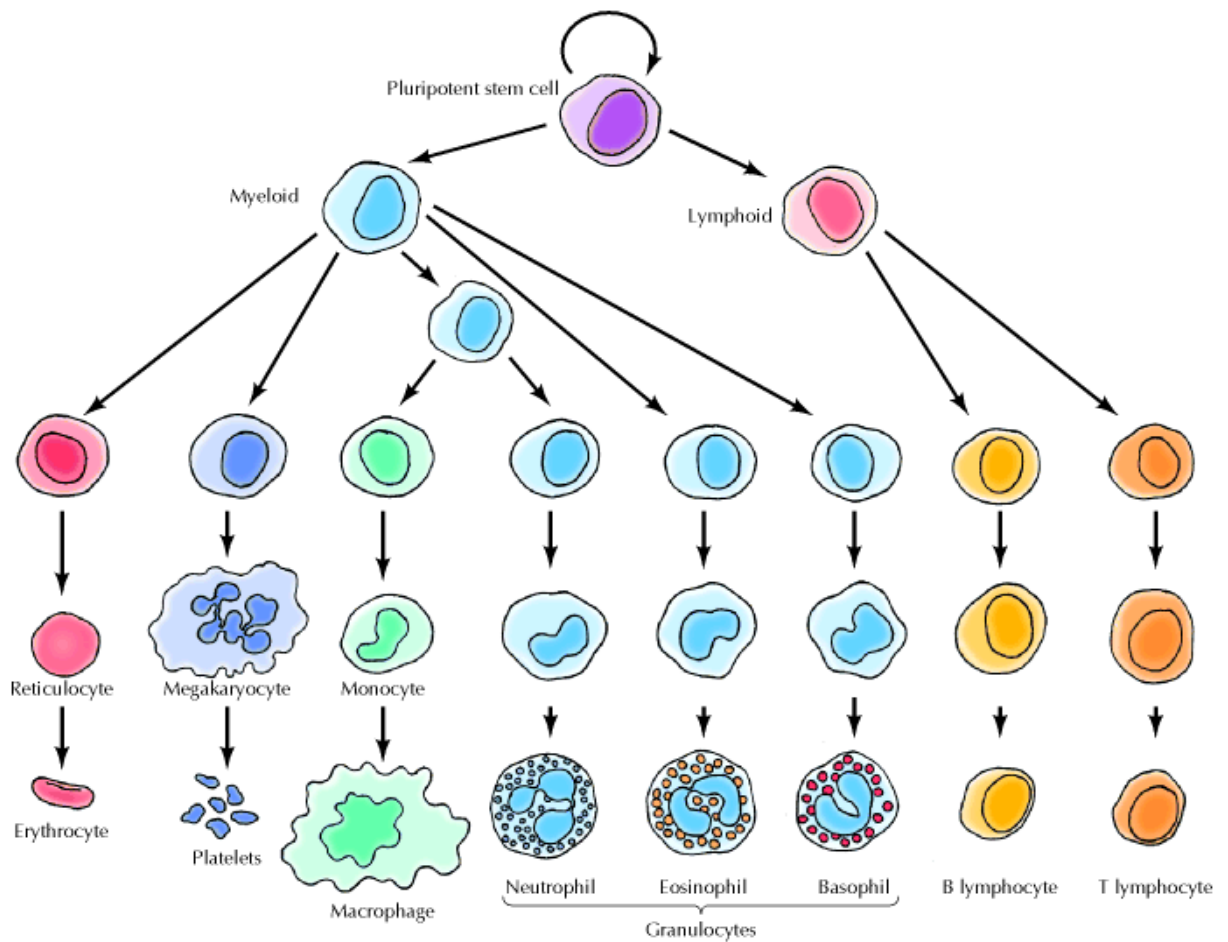 Pluripotent stem cell
Myeloid
Lymphoid
Reticulocyte
Megakaryocyte
Monocyte
Erythrocyte
Platelets
Macrophage
Neutrophil
Eosinophil
Basophil
B lymphocyte
T lymphocyte
Granulocytes